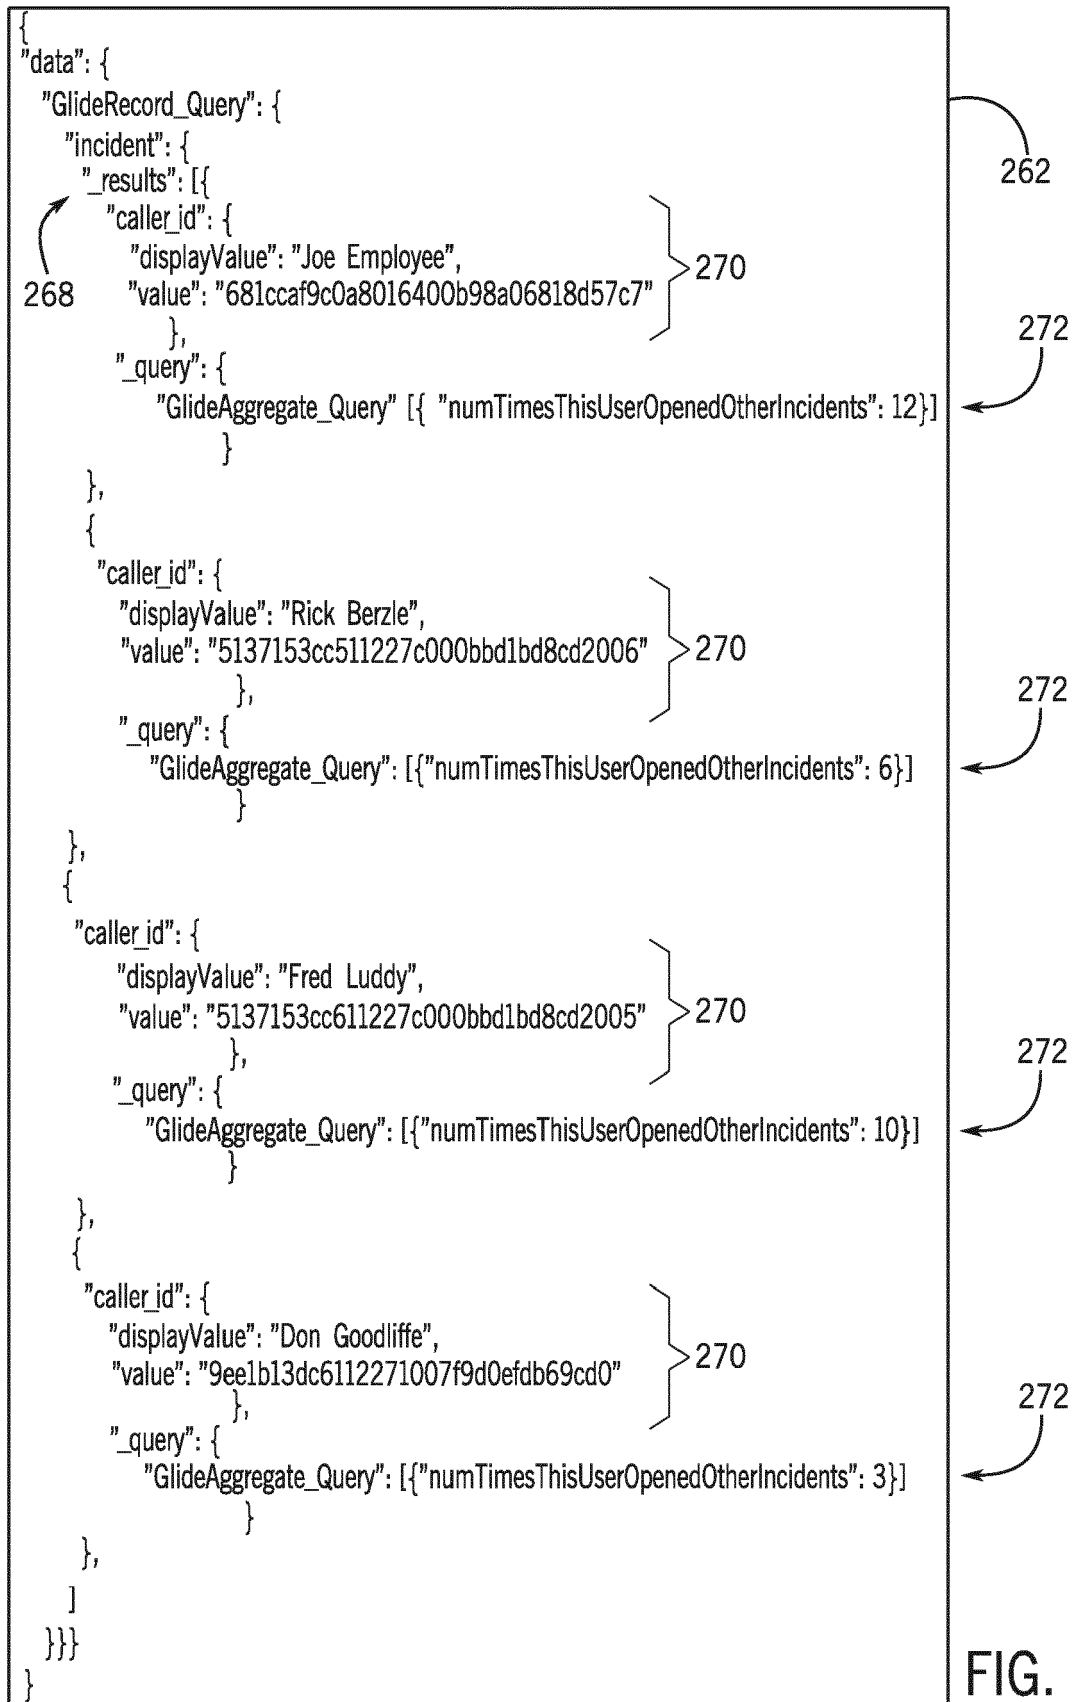 {
"data": {
"GlideRecord_Query": {
"incident": {
"_results": [{
"caller_id": {
"displayValue": "Joe Employee",
"value": "681ccaf9c0a8016400b98a06818d57c7"
},
"_query": {
"GlideAggregate_Query" [{ "numTimesThisUserOpenedOtherIncidents": 12}]
}
},
{
"caller_id": {
"displayValue": "Rick Berzle",
"value": "5137153cc511227c000bbd1bd8cd2006"
},
"_query": {
"GlideAggregate_Query": [{"numTimesThisUserOpenedOtherIncidents": 6}]
}
},
{
"caller_id": {
"displayValue": "Fred Luddy",
"value": "5137153cc611227c000bbd1bd8cd2005"
},
"_query": {
"GlideAggregate_Query": [{"numTimesThisUserOpenedOtherIncidents": 10}]
}
},
{
"caller_id": {
"displayValue": "Don Goodliffe",
"value": "9ee1b13dc6112271007f9d0efdb69cd0"
},
"_query": {
"GlideAggregate_Query": [{"numTimesThisUserOpenedOtherIncidents": 3}]
}
},
]
}}}
}
262
268
270
272
270
272
270
272
270
272
FIG.